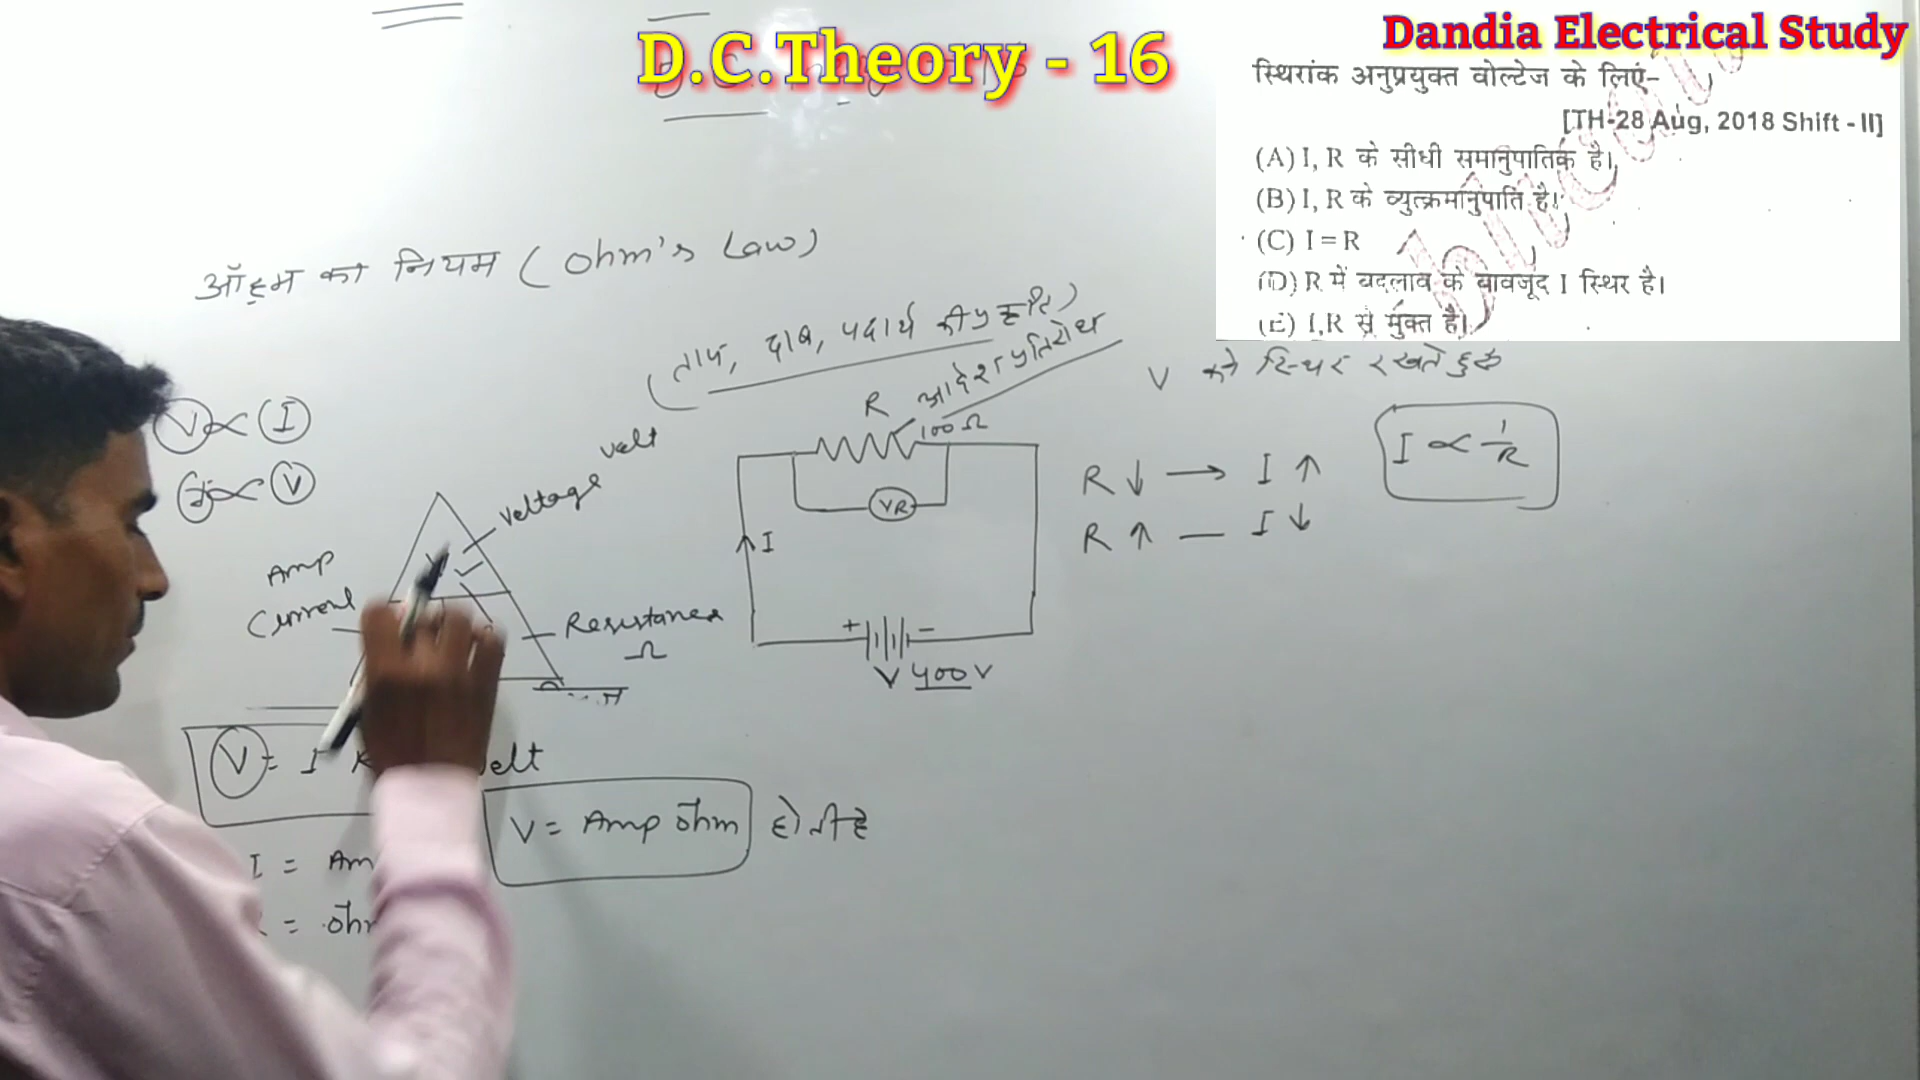 D.C.Theory - 16
Dandia Electrical Study
स्थिरांक अनुप्रयुक्त वोल्टेज के लिएं-
[TH-28 Aug, 2018 Shift - II]
(A) I, R के सीधी समानुपातिक है।
(B) I, R के व्युत्क्रमानुपाति है।
(C) I = R
(D) R में बदलाव के बावजूद I स्थिर है।
(E) I,R से मुक्त है।
ऑह्म का नियम ( ohm's Law)
(ताप, दाब, पदार्थ की प्रकृति)
आदेश प्रतिरोध
R
100 Ω
VR
I
+ -
V 400 V
V को स्थिर रखते हुए
R ↓ → I ↑
R ↑ — I ↓
I ∝ 1/R
V ∝ I
I ∝ V
volt
voltage
Amp
Current
Resistance
Ω
V = I
volt
V = Amp ohm होती है
I = Am
= ohm